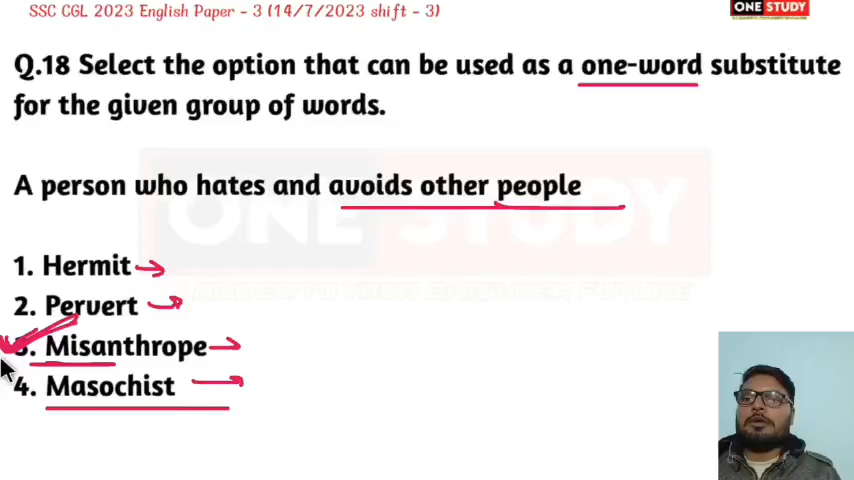 SSC CGL 2023 English Paper - 3 (14/7/2023 shift - 3)
ONE STUDY
Q.18 Select the option that can be used as a one-word substitute
for the given group of words.
A person who hates and avoids other people
ONE STUDY
1. Hermit
2. Pervert
3. Misanthrope
4. Masochist